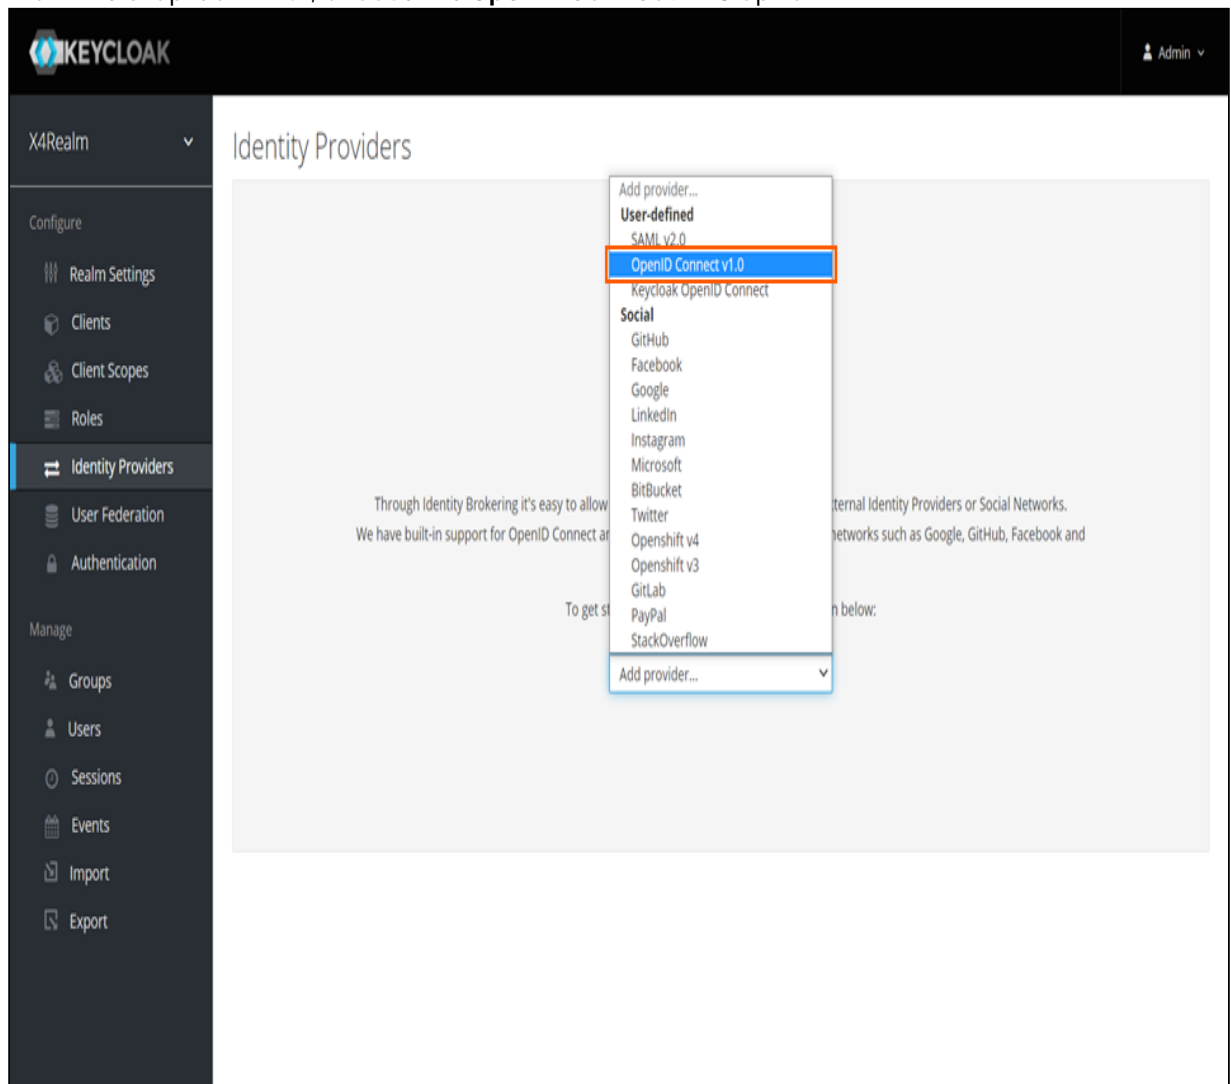 KEYCLOAK
Admin
X4Realm
Identity Providers
Configure
Realm Settings
Clients
Client Scopes
Roles
Identity Providers
User Federation
Authentication
Manage
Groups
Users
Sessions
Events
Import
Export
Add provider...
User-defined
SAML v2.0
OpenID Connect v1.0
Keycloak OpenID Connect
Social
GitHub
Facebook
Google
LinkedIn
Instagram
Microsoft
BitBucket
Twitter
Openshift v4
Openshift v3
GitLab
PayPal
StackOverflow
Add provider...
Through Identity Brokering it's easy to allow ternal Identity Providers or Social Networks.
We have built-in support for OpenID Connect ar networks such as Google, GitHub, Facebook and
To get st n below: